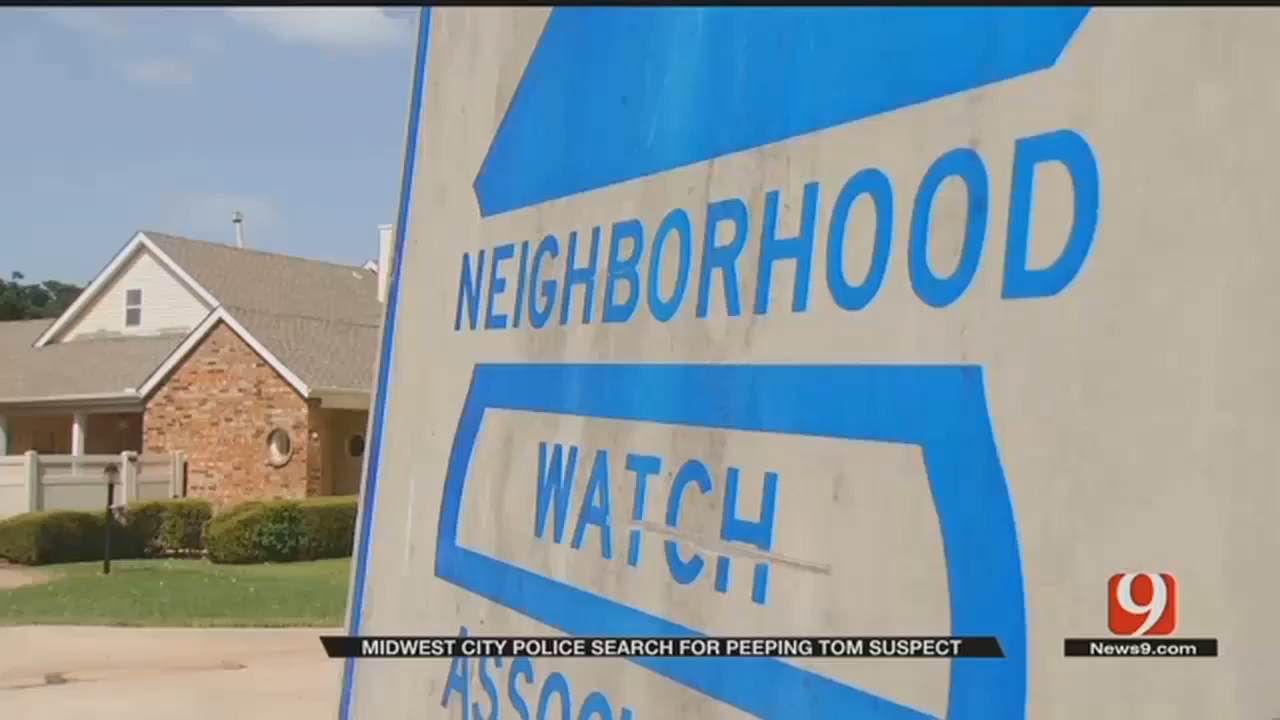 NEIGHBORHOOD
WATCH
MIDWEST CITY POLICE SEARCH FOR PEEPING TOM SUSPECT
9
News9.com